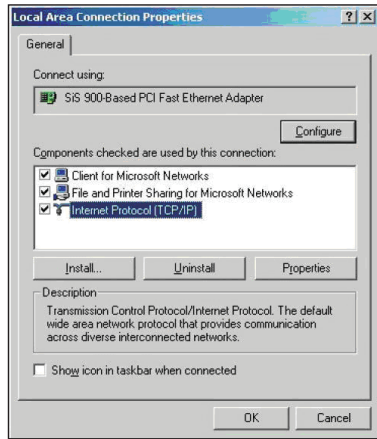 Local Area Connection Properties
General
Connect using:
SiS 900-Based PCI Fast Ethernet Adapter
Configure
Components checked are used by this connection:
Client for Microsoft Networks
File and Printer Sharing for Microsoft Networks
Internet Protocol (TCP/IP)
Install... Uninstall Properties
Description
Transmission Control Protocol/Internet Protocol. The default
wide area network protocol that provides communication
across diverse interconnected networks.
Show icon in taskbar when connected
OK Cancel